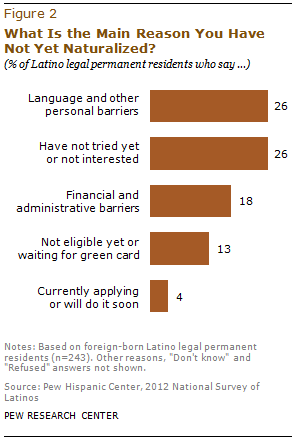 Figure 2
What Is the Main Reason You Have
Not Yet Naturalized?
(% of Latino legal permanent residents who say ...)
Language and other
personal barriers
26
Have not tried yet
or not interested
26
Financial and
administrative barriers
18
Not eligible yet or
waiting for green card
13
Currently applying
or will do it soon
4
Notes: Based on foreign-born Latino legal permanent
residents (n=243). Other reasons, "Don't know" and
"Refused" answers not shown.
Source: Pew Hispanic Center, 2012 National Survey of
Latinos
PEW RESEARCH CENTER